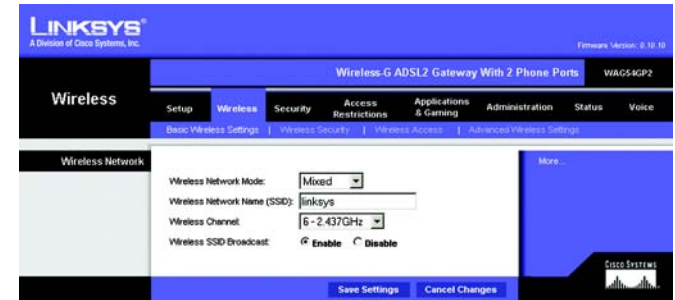 LINKSYS®
A Division of Cisco Systems, Inc.
Firmware Version: 0.10.10
Wireless-G ADSL2 Gateway With 2 Phone Ports WAG54GP2
Wireless
Setup Wireless Security Access Restrictions Applications & Gaming Administration Status Voice
Basic Wireless Settings | Wireless Security | Wireless Access | Advanced Wireless Settings
Wireless Network
More...
Wireless Network Mode: Mixed
Wireless Network Name (SSID): linksys
Wireless Channel: 6 - 2.437GHz
Wireless SSID Broadcast: Enable Disable
CISCO SYSTEMS
Save Settings Cancel Changes